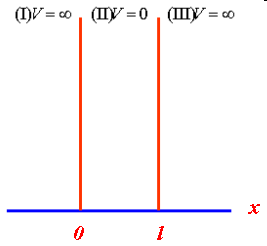 (I)V = ∞ (II)V = 0 (III)V = ∞
x
0 l